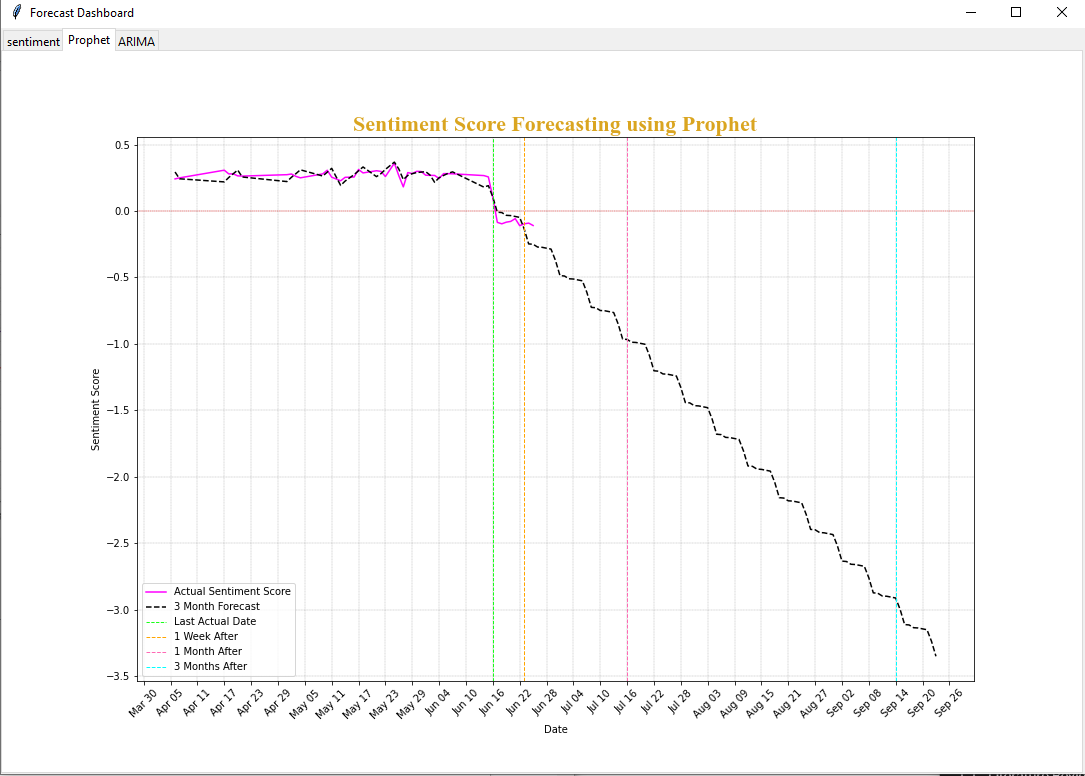 Forecast Dashboard
sentiment Prophet ARIMA
Sentiment Score Forecasting using Prophet
0.5
0.0
−0.5
−1.0
−1.5
−2.0
−2.5
−3.0
−3.5
Sentiment Score
Actual Sentiment Score
3 Month Forecast
Last Actual Date
1 Week After
1 Month After
3 Months After
Mar 30 Apr 05 Apr 11 Apr 17 Apr 23 Apr 29 May 05 May 11 May 17 May 23 May 29 Jun 04 Jun 10 Jun 16 Jun 22 Jun 28 Jul 04 Jul 10 Jul 16 Jul 22 Jul 28 Aug 03 Aug 09 Aug 15 Aug 21 Aug 27 Sep 02 Sep 08 Sep 14 Sep 20 Sep 26
Date